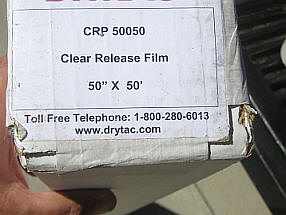 CRP 50050
Clear Release Film
50" X 50'
Toll Free Telephone: 1-800-280-6013
www.drytac.com